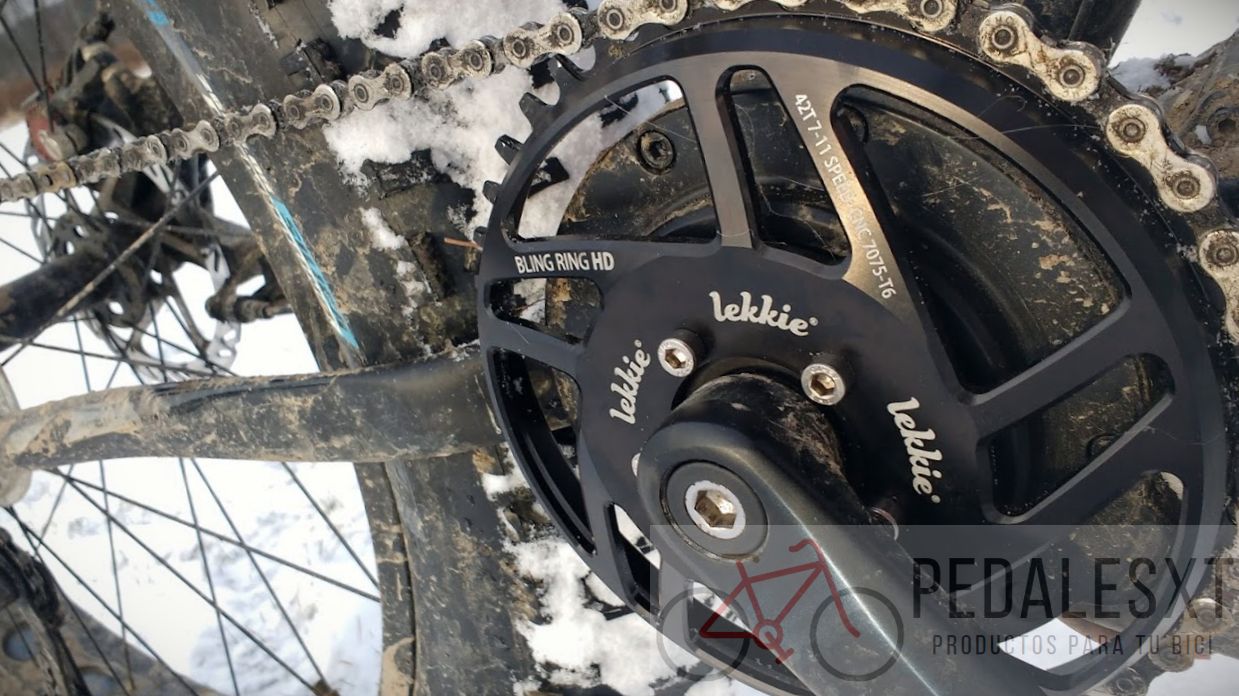 42T 7-11 SPEED CNC 7075-T6
BLING RING HD
lekkie®
lekkie®
lekkie®
PEDALESXT
PRODUCTOS PARA TU BICI